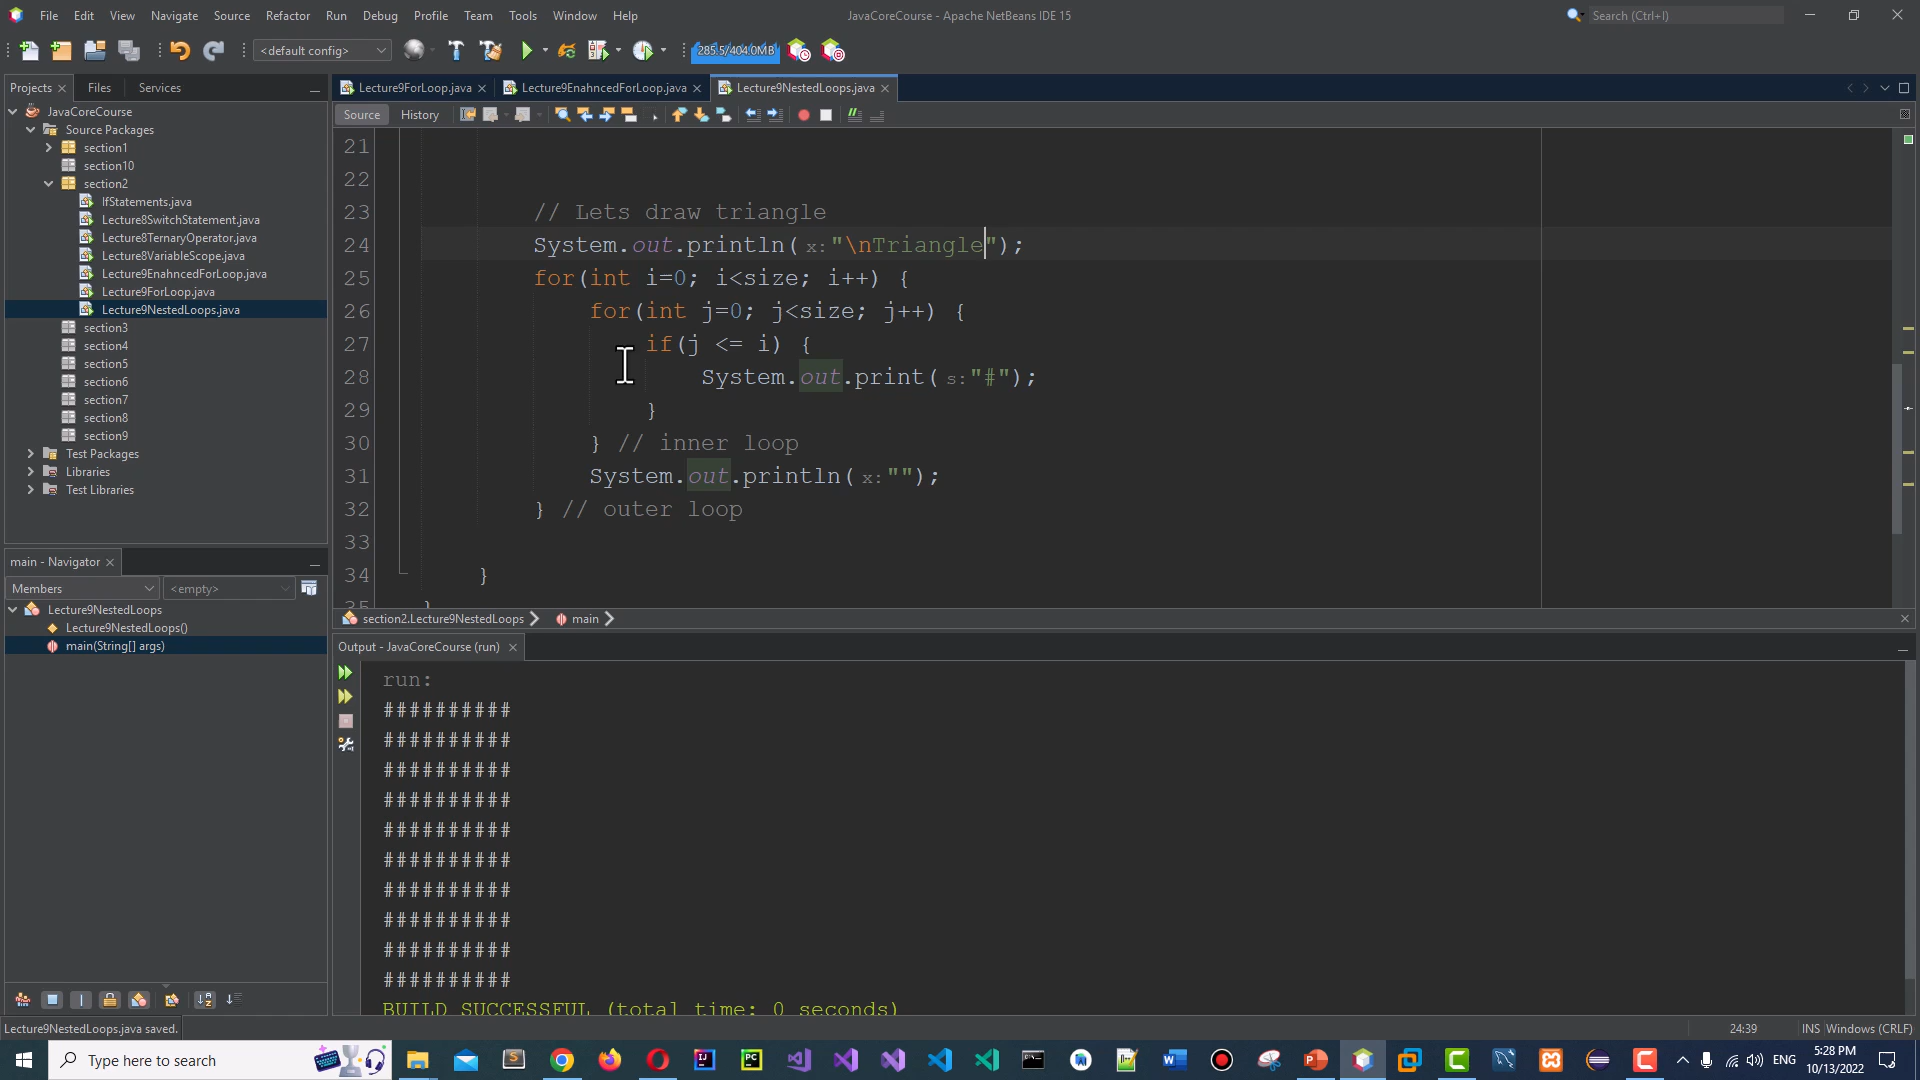 File Edit View Navigate Source Refactor Run Debug Profile Team Tools Window Help
JavaCoreCourse - Apache NetBeans IDE 15
Search (Ctrl+I)
<default config>
285.5/404.0MB
Projects Files Services
Lecture9ForLoop.java Lecture9EnahncedForLoop.java Lecture9NestedLoops.java
Source History
JavaCoreCourse
Source Packages
section1
section10
section2
IfStatements.java
Lecture8SwitchStatement.java
Lecture8TernaryOperator.java
Lecture8VariableScope.java
Lecture9EnahncedForLoop.java
Lecture9ForLoop.java
Lecture9NestedLoops.java
section3
section4
section5
section6
section7
section8
section9
Test Packages
Libraries
Test Libraries
21
22
23 // Lets draw triangle
24 System.out.println( x: "\nTriangle");
25 for(int i=0; i<size; i++) {
26 for(int j=0; j<size; j++) {
27 if(j <= i) {
28 System.out.print( s: "#");
29 }
30 } // inner loop
31 System.out.println( x: "");
32 } // outer loop
33
34 }
35 }
section2.Lecture9NestedLoops main
main - Navigator
Members <empty>
Lecture9NestedLoops
Lecture9NestedLoops()
main(String[] args)
Output - JavaCoreCourse (run)
run:
##########
##########
##########
##########
##########
##########
##########
##########
##########
##########
BUILD SUCCESSFUL (total time: 0 seconds)
Lecture9NestedLoops.java saved.
24:39 INS Windows (CRLF)
Type here to search
ENG
5:28 PM
10/13/2022